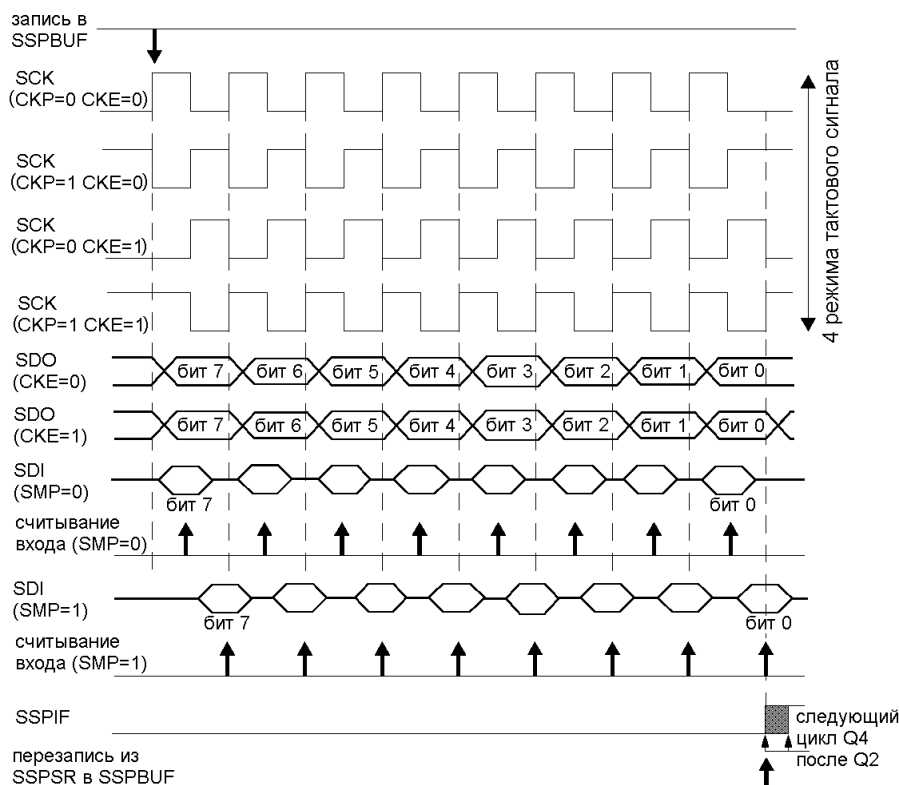 запись в
SSPBUF
SCK
(CKP=0 CKE=0)
SCK
(CKP=1 CKE=0)
SCK
(CKP=0 CKE=1)
SCK
(CKP=1 CKE=1)
4 режима тактового сигнала
SDO
(CKE=0)
бит 7 бит 6 бит 5 бит 4 бит 3 бит 2 бит 1 бит 0
SDO
(CKE=1)
бит 7 бит 6 бит 5 бит 4 бит 3 бит 2 бит 1 бит 0
SDI
(SMP=0)
бит 7 бит 0
считывание
входа (SMP=0)
SDI
(SMP=1)
бит 7 бит 0
считывание
входа (SMP=1)
SSPIF
следующий
цикл Q4
после Q2
перезапись из
SSPSR в SSPBUF